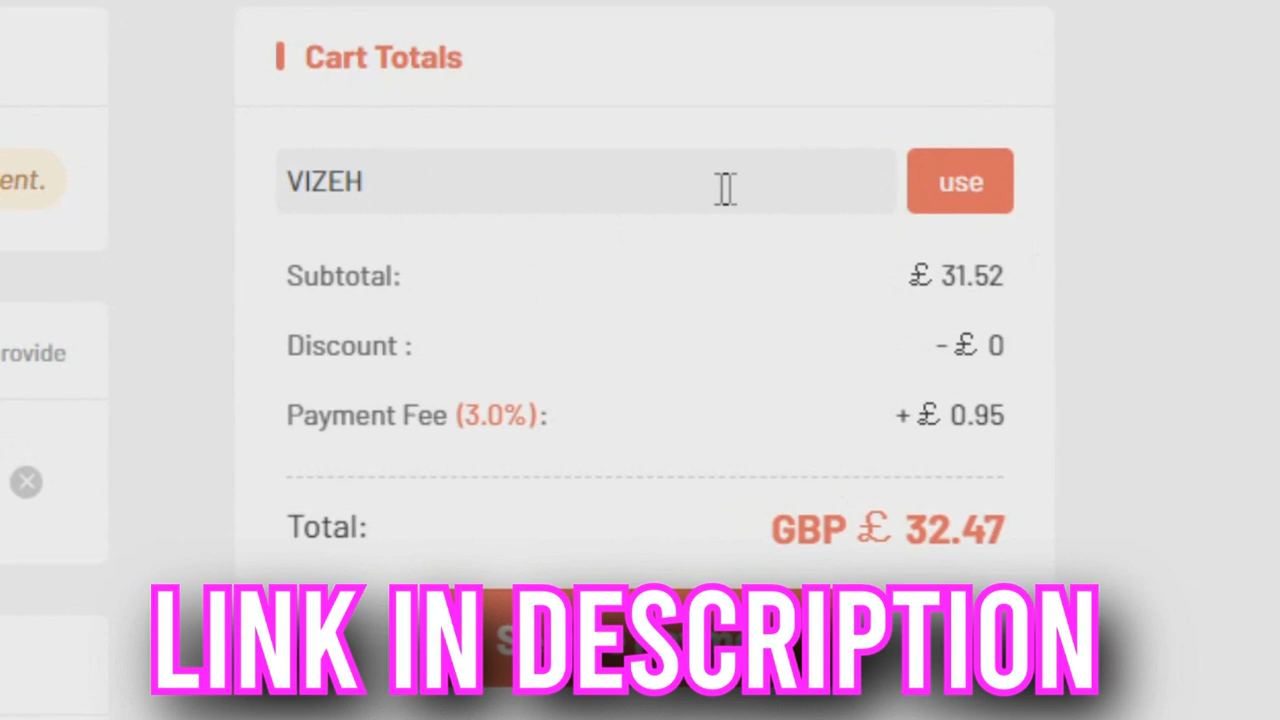 Cart Totals
ent.
VIZEH
use
Subtotal: £ 31.52
rovide
Discount : - £ 0
Payment Fee (3.0%): + £ 0.95
Total: GBP £ 32.47
LINK IN DESCRIPTION